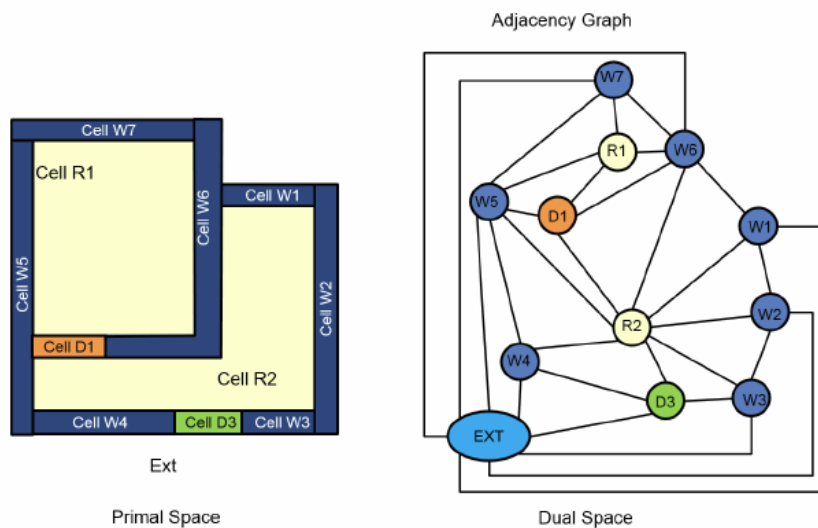 Adjacency Graph
Cell W7
Cell R1
Cell W6
Cell W1
Cell W5
Cell W2
Cell D1
Cell R2
Cell W4
Cell D3
Cell W3
Ext
Primal Space
W7
R1
W6
W5
D1
W1
W2
R2
W4
D3
W3
EXT
Dual Space